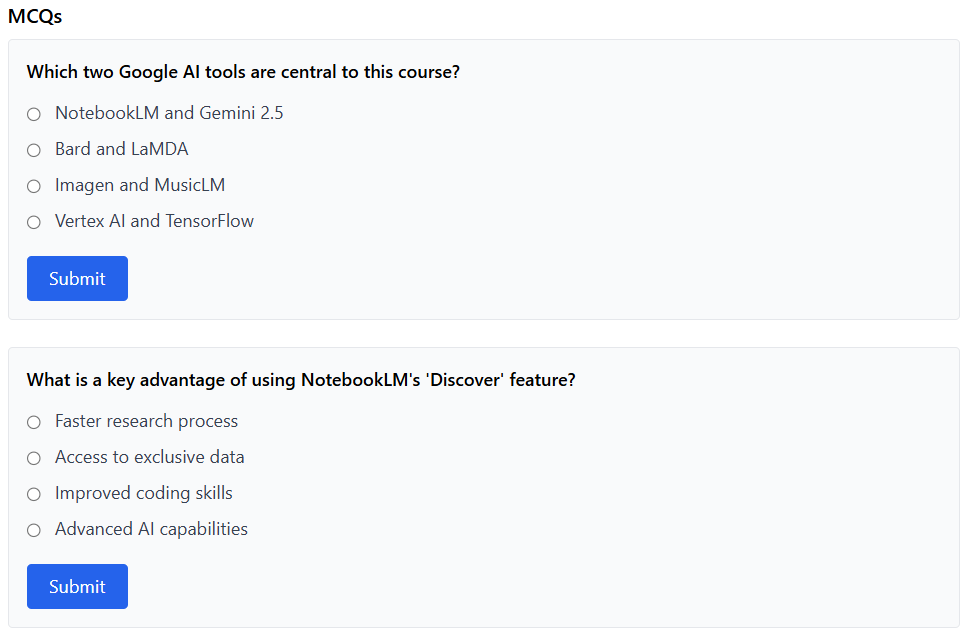 MCQs
Which two Google AI tools are central to this course?
NotebookLM and Gemini 2.5
Bard and LaMDA
Imagen and MusicLM
Vertex AI and TensorFlow
Submit
What is a key advantage of using NotebookLM's 'Discover' feature?
Faster research process
Access to exclusive data
Improved coding skills
Advanced AI capabilities
Submit